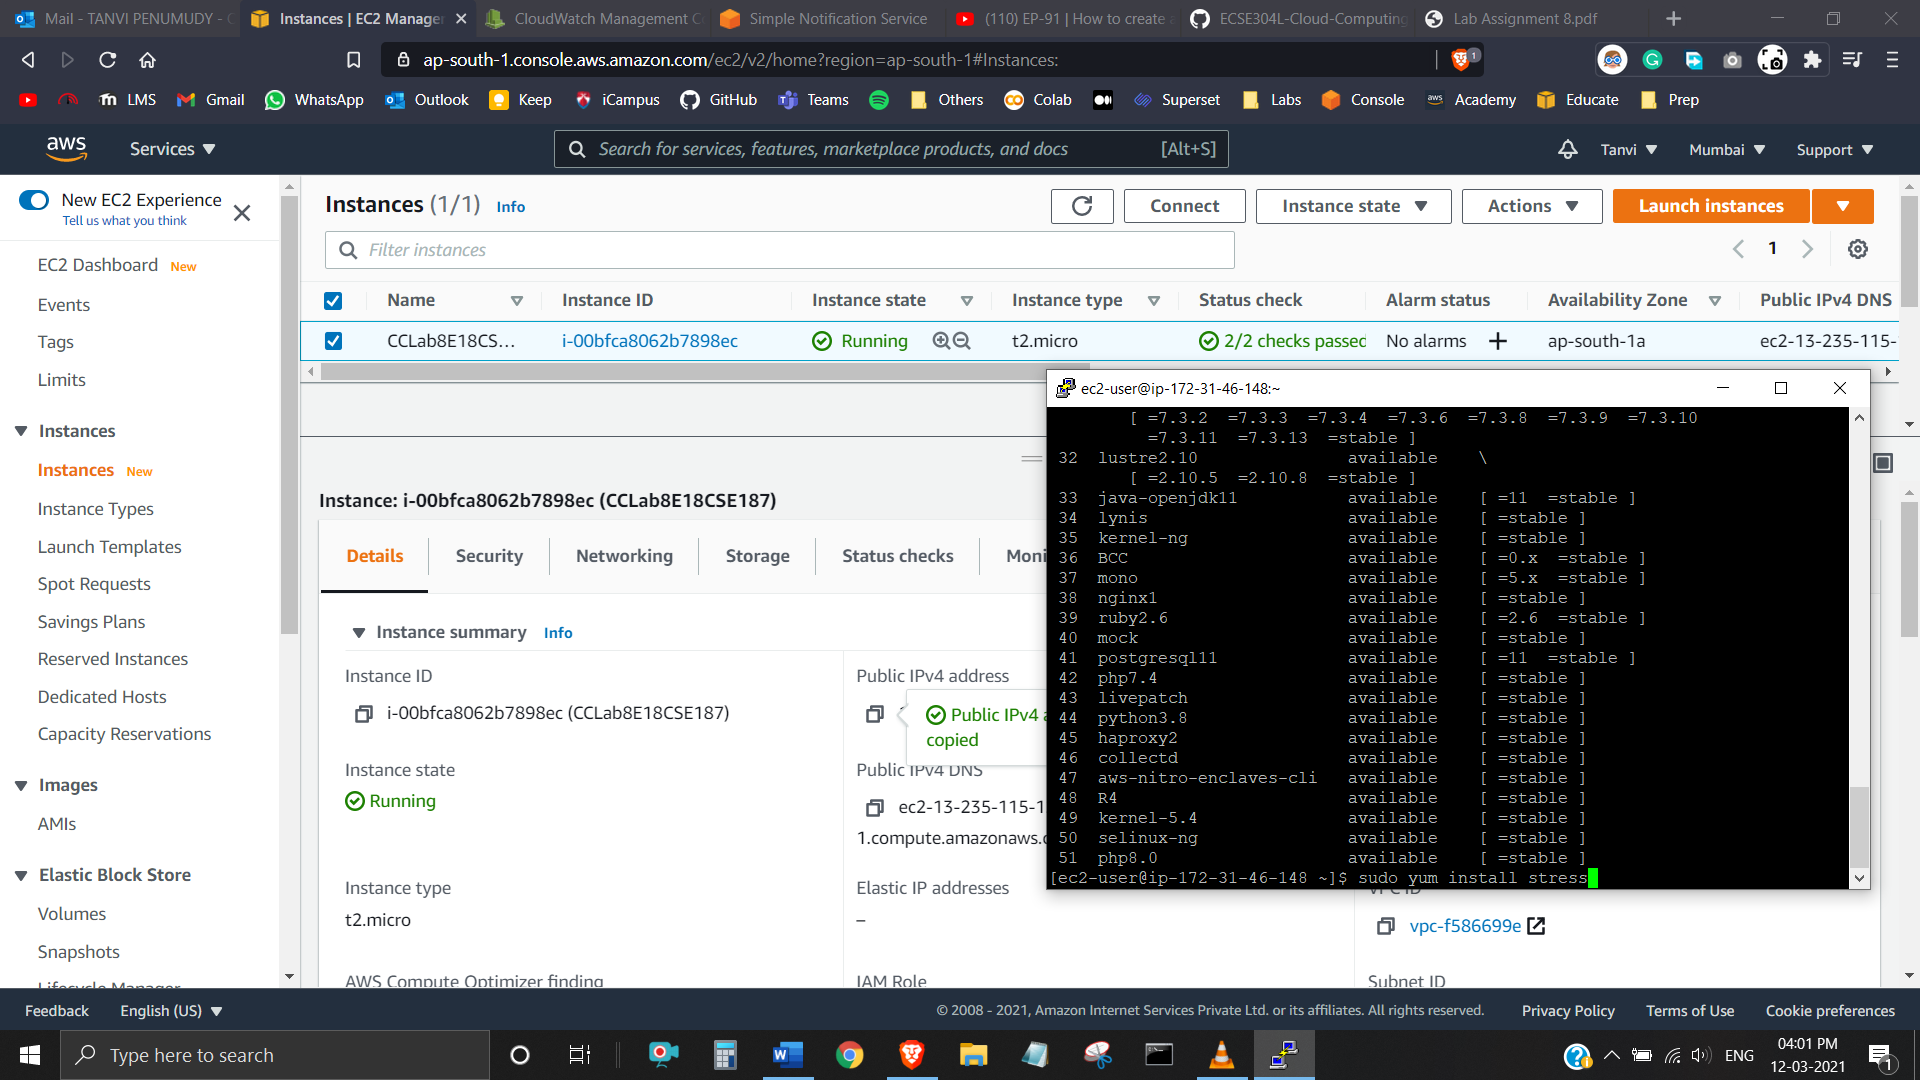 Mail - TANVI PENUMUDY - 
Instances | EC2 Manage
CloudWatch Management C
Simple Notification Service
(110) EP-91 | How to create a
ECSE304L-Cloud-Computing
Lab Assignment 8.pdf
ap-south-1.console.aws.amazon.com/ec2/v2/home?region=ap-south-1#Instances:
1
LMS Gmail WhatsApp Outlook Keep iCampus GitHub Teams Others Colab Superset Labs Console Academy Educate Prep
aws Services Search for services, features, marketplace products, and docs [Alt+S] Tanvi Mumbai Support
New EC2 Experience
Tell us what you think
EC2 Dashboard New
Events
Tags
Limits
Instances
Instances New
Instance Types
Launch Templates
Spot Requests
Savings Plans
Reserved Instances
Dedicated Hosts
Capacity Reservations
Images
AMIs
Elastic Block Store
Volumes
Snapshots
Lifecycle Manager
Instances (1/1) Info
Connect Instance state Actions Launch instances
Filter instances
1
Name Instance ID Instance state Instance type Status check Alarm status Availability Zone Public IPv4 DNS
CCLab8E18CS... i-00bfca8062b7898ec Running t2.micro 2/2 checks passed No alarms + ap-south-1a ec2-13-235-115-
Instance: i-00bfca8062b7898ec (CCLab8E18CSE187)
Details Security Networking Storage Status checks Moni
Instance summary Info
Instance ID
i-00bfca8062b7898ec (CCLab8E18CSE187)
Public IPv4 address
Public IPv4 a
copied
Instance state
Running
Public IPv4 DNS
ec2-13-235-115-1
1.compute.amazonaws.c
Instance type
t2.micro
Elastic IP addresses
–
VPC ID
vpc-f586699e
AWS Compute Optimizer finding
IAM Role
Subnet ID
ec2-user@ip-172-31-46-148:~
[ =7.3.2 =7.3.3 =7.3.4 =7.3.6 =7.3.8 =7.3.9 =7.3.10
=7.3.11 =7.3.13 =stable ]
32 lustre2.10 available \
[ =2.10.5 =2.10.8 =stable ]
33 java-openjdk11 available [ =11 =stable ]
34 lynis available [ =stable ]
35 kernel-ng available [ =stable ]
36 BCC available [ =0.x =stable ]
37 mono available [ =5.x =stable ]
38 nginx1 available [ =stable ]
39 ruby2.6 available [ =2.6 =stable ]
40 mock available [ =stable ]
41 postgresql11 available [ =11 =stable ]
42 php7.4 available [ =stable ]
43 livepatch available [ =stable ]
44 python3.8 available [ =stable ]
45 haproxy2 available [ =stable ]
46 collectd available [ =stable ]
47 aws-nitro-enclaves-cli available [ =stable ]
48 R4 available [ =stable ]
49 kernel-5.4 available [ =stable ]
50 selinux-ng available [ =stable ]
51 php8.0 available [ =stable ]
[ec2-user@ip-172-31-46-148 ~]$ sudo yum install stress
Feedback English (US) © 2008 - 2021, Amazon Internet Services Private Ltd. or its affiliates. All rights reserved. Privacy Policy Terms of Use Cookie preferences
Type here to search
ENG
04:01 PM
12-03-2021
1